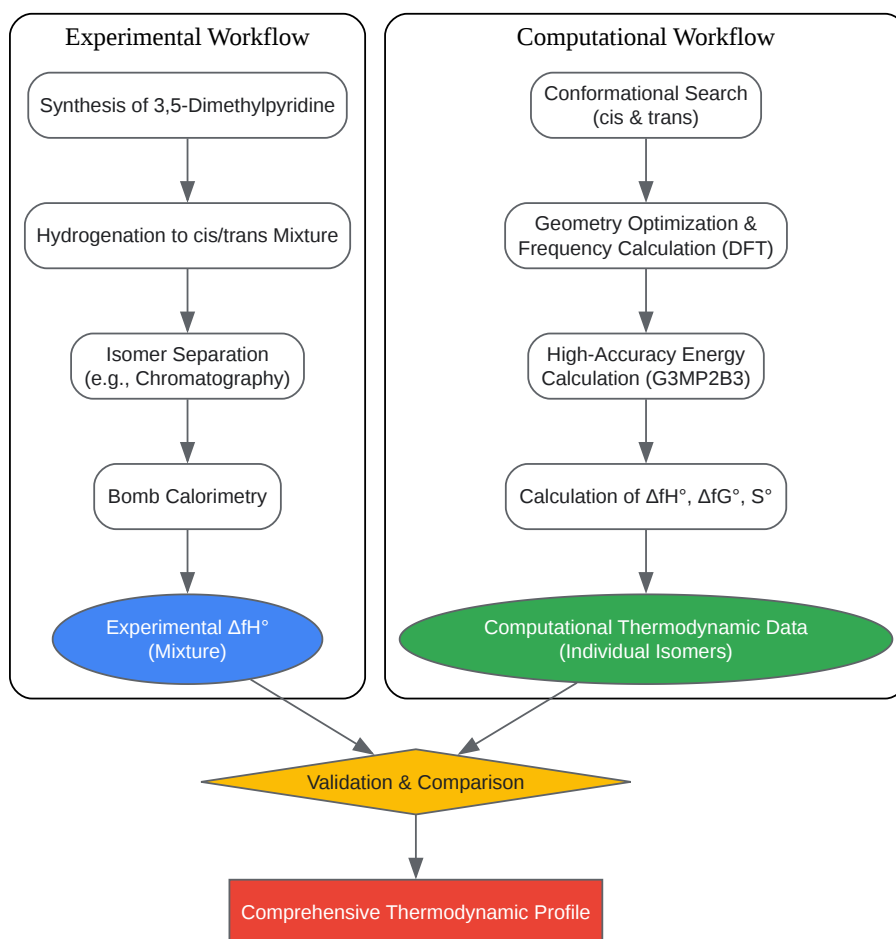 Experimental Workflow
Synthesis of 3,5-Dimethylpyridine
Hydrogenation to cis/trans Mixture
Isomer Separation
(e.g., Chromatography)
Bomb Calorimetry
Experimental ΔfH°
(Mixture)
Computational Workflow
Conformational Search
(cis & trans)
Geometry Optimization &
Frequency Calculation (DFT)
High-Accuracy Energy
Calculation (G3MP2B3)
Calculation of ΔfH°, ΔfG°, S°
Computational Thermodynamic Data
(Individual Isomers)
Validation & Comparison
Comprehensive Thermodynamic Profile